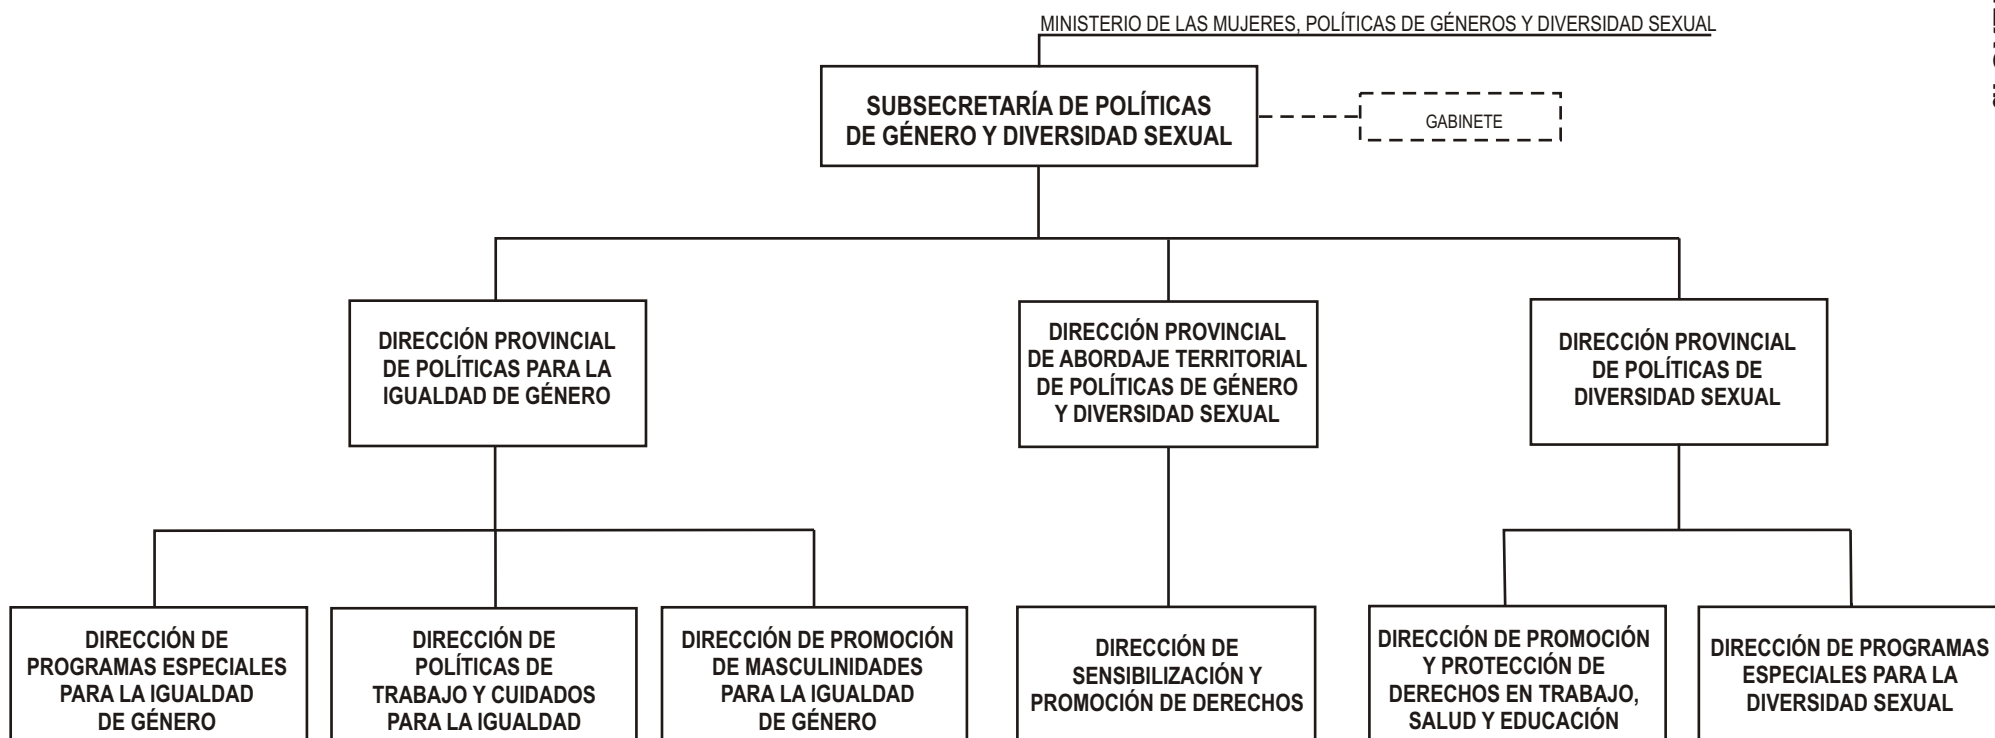 MINISTERIO DE LAS MUJERES, POLÍTICAS DE GÉNEROS Y DIVERSIDAD SEXUAL
SUBSECRETARÍA DE POLÍTICAS
DE GÉNERO Y DIVERSIDAD SEXUAL
GABINETE
DIRECCIÓN PROVINCIAL
DE POLÍTICAS PARA LA
IGUALDAD DE GÉNERO
DIRECCIÓN PROVINCIAL
DE ABORDAJE TERRITORIAL
DE POLÍTICAS DE GÉNERO
Y DIVERSIDAD SEXUAL
DIRECCIÓN PROVINCIAL
DE POLÍTICAS DE
DIVERSIDAD SEXUAL
DIRECCIÓN DE
PROGRAMAS ESPECIALES
PARA LA IGUALDAD
DE GÉNERO
DIRECCIÓN DE
POLÍTICAS DE
TRABAJO Y CUIDADOS
PARA LA IGUALDAD
DIRECCIÓN DE PROMOCIÓN
DE MASCULINIDADES
PARA LA IGUALDAD
DE GÉNERO
DIRECCIÓN DE
SENSIBILIZACIÓN Y
PROMOCIÓN DE DERECHOS
DIRECCIÓN DE PROMOCIÓN
Y PROTECCIÓN DE
DERECHOS EN TRABAJO,
SALUD Y EDUCACIÓN
DIRECCIÓN DE PROGRAMAS
ESPECIALES PARA LA
DIVERSIDAD SEXUAL